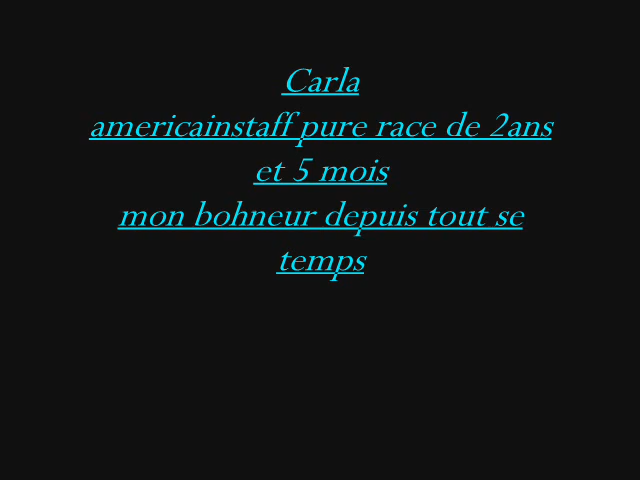 Carla
americainstaff pure race de 2ans
et 5 mois
mon bohneur depuis tout se
temps